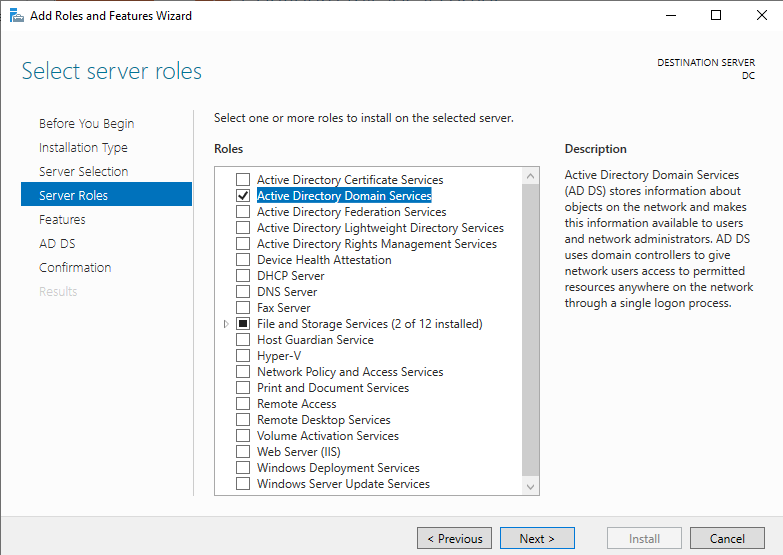 Add Roles and Features Wizard
Select server roles
DESTINATION SERVER
DC
Before You Begin
Installation Type
Server Selection
Server Roles
Features
AD DS
Confirmation
Results
Select one or more roles to install on the selected server.
Roles
Active Directory Certificate Services
Active Directory Domain Services
Active Directory Federation Services
Active Directory Lightweight Directory Services
Active Directory Rights Management Services
Device Health Attestation
DHCP Server
DNS Server
Fax Server
File and Storage Services (2 of 12 installed)
Host Guardian Service
Hyper-V
Network Policy and Access Services
Print and Document Services
Remote Access
Remote Desktop Services
Volume Activation Services
Web Server (IIS)
Windows Deployment Services
Windows Server Update Services
Description
Active Directory Domain Services
(AD DS) stores information about
objects on the network and makes
this information available to users
and network administrators. AD DS
uses domain controllers to give
network users access to permitted
resources anywhere on the network
through a single logon process.
< Previous
Next >
Install
Cancel